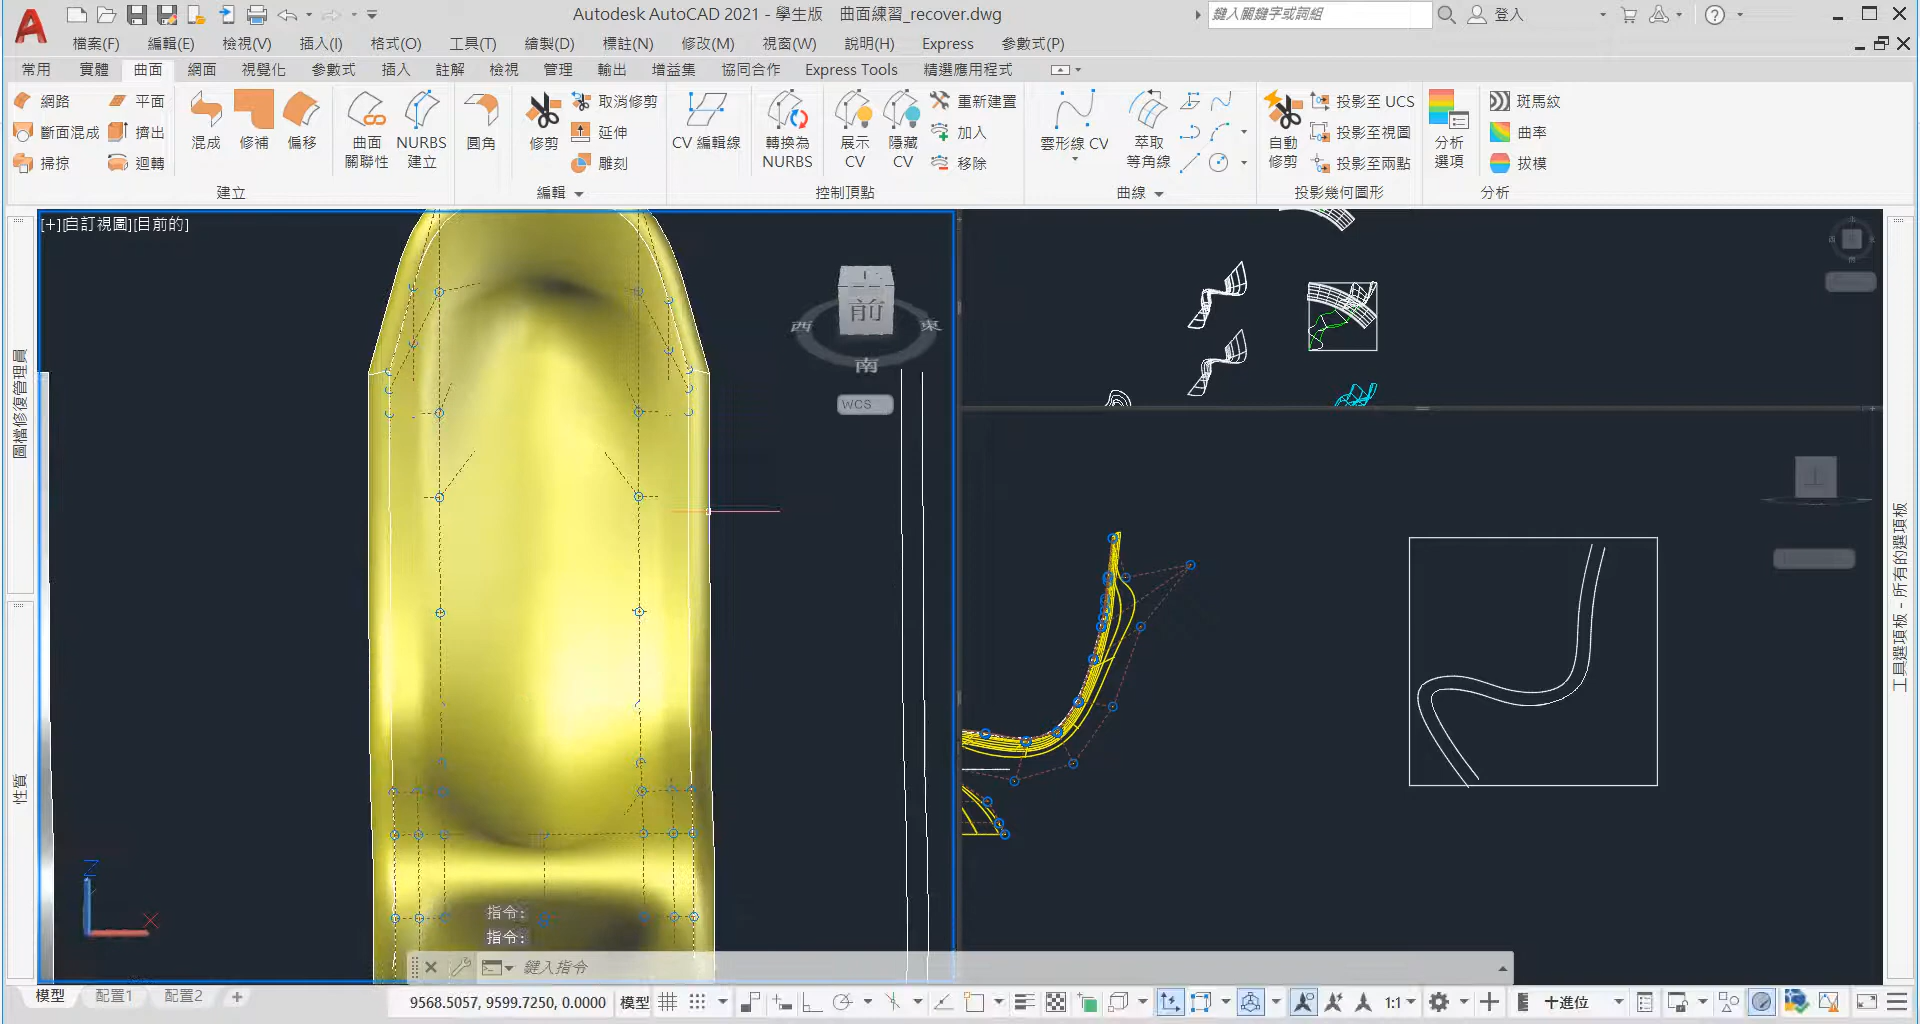 Autodesk AutoCAD 2021 - 學生版 曲面練習_recover.dwg
鍵入關鍵字或詞組
登入
檔案(F) 編輯(E) 檢視(V) 插入(I) 格式(O) 工具(T) 繪製(D) 標註(N) 修改(M) 視窗(W) 說明(H) Express 參數式(P)
常用 實體 曲面 網面 視覺化 參數式 插入 註解 檢視 管理 輸出 增益集 協同合作 Express Tools 精選應用程式
網路 平面
斷面混成 擠出
掃掠 迴轉
混成 修補 偏移
曲面
關聯性
NURBS
建立
圓角
修剪
取消修剪
延伸
雕刻
CV 編輯線
轉換為
NURBS
展示
CV
隱藏
CV
重新建置
加入
移除
雲形線 CV
萃取
等角線
自動
修剪
投影至 UCS
投影至視圖
投影至兩點
分析
選項
斑馬紋
曲率
拔模
建立 編輯 控制頂點 曲線 投影幾何圖形 分析
[+][自訂視圖][目前的]
前
西 東
南
WCS
圖檔修復管理員
性質
工具選項板 - 所有的選項板
Z
X
上
指令:
指令:
鍵入指令
模型 配置1 配置2 +
9568.5057, 9599.7250, 0.0000 模型 1:1 十進位